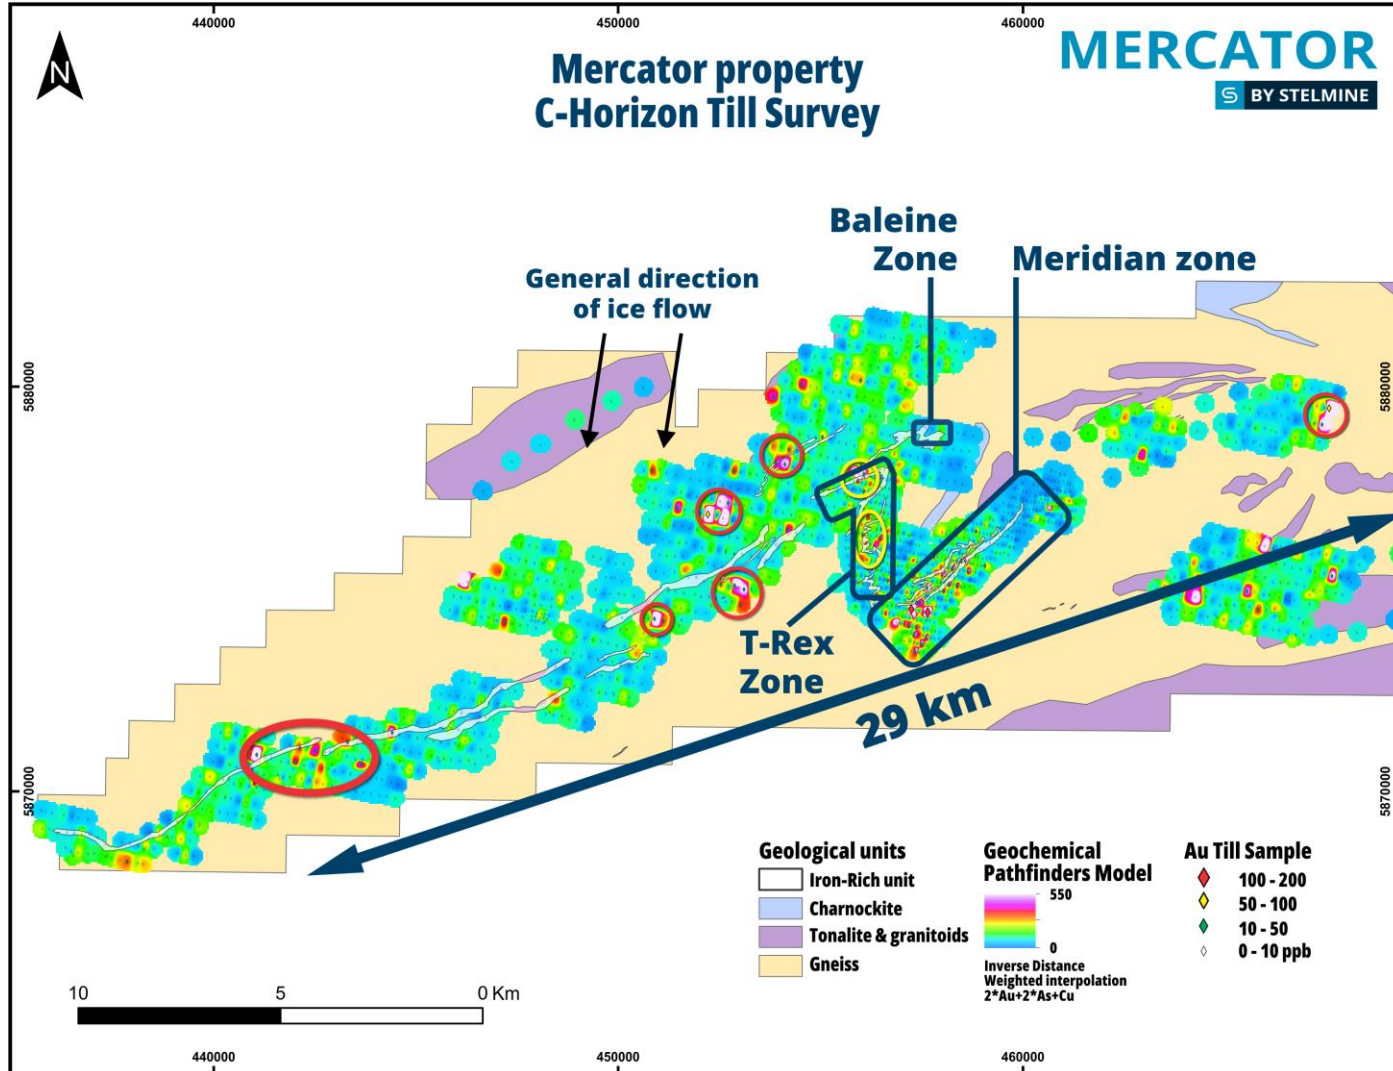 440000
450000
460000
N
Mercator property
C-Horizon Till Survey
MERCATOR
S BY STELMINE
Baleine
Zone
Meridian zone
General direction
of ice flow
5880000
5880000
T-Rex
Zone
29 km
5870000
5870000
Geological units
Iron-Rich unit
Charnockite
Tonalite & granitoids
Gneiss
Geochemical
Pathfinders Model
550
0
Inverse Distance
Weighted interpolation
2*Au+2*As+Cu
Au Till Sample
100 - 200
50 - 100
10 - 50
0 - 10 ppb
10 5 0 Km
440000
450000
460000